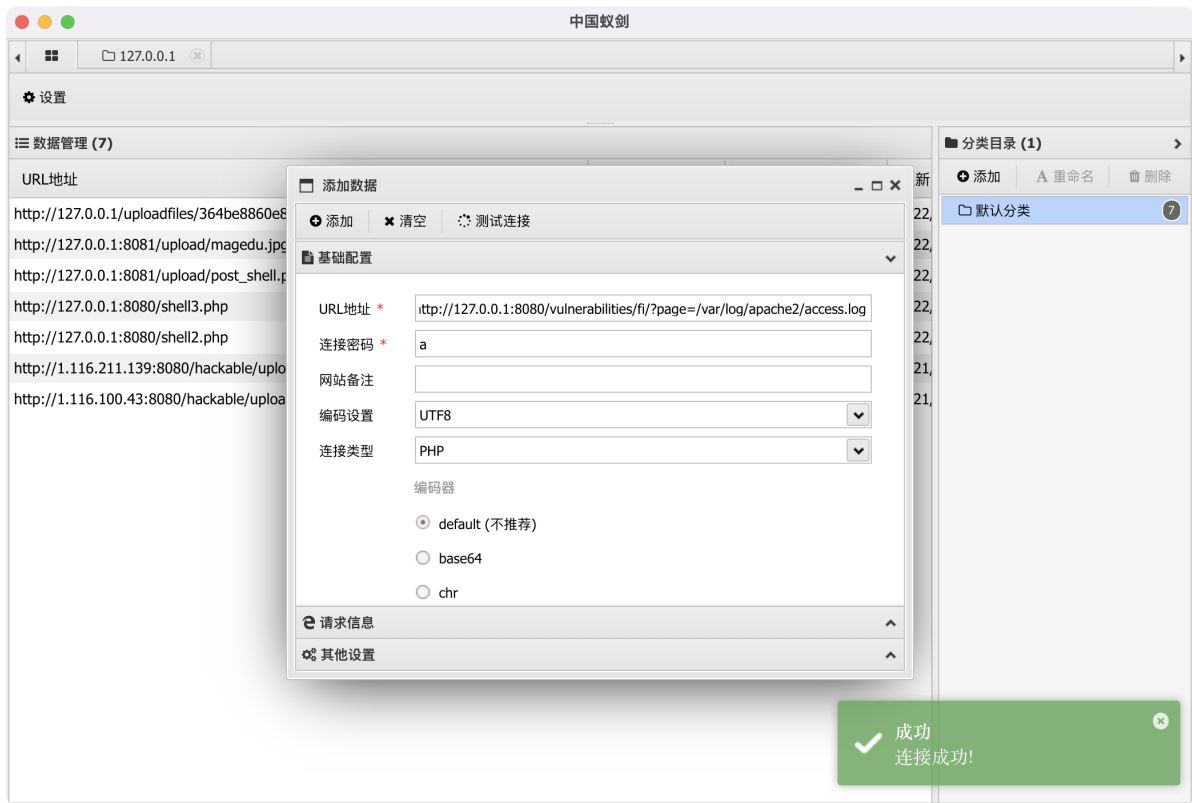 中国蚁剑
127.0.0.1
设置
数据管理 (7)
URL地址
新
http://127.0.0.1/uploadfiles/364be8860e8
22,
http://127.0.0.1:8081/upload/magedu.jpg
22,
http://127.0.0.1:8081/upload/post_shell.p
22,
http://127.0.0.1:8080/shell3.php
22,
http://127.0.0.1:8080/shell2.php
22,
http://1.116.211.139:8080/hackable/uplo
21,
http://1.116.100.43:8080/hackable/uploa
21,
添加数据
添加 清空 测试连接
基础配置
URL地址 * ttp://127.0.0.1:8080/vulnerabilities/fi/?page=/var/log/apache2/access.log
连接密码 * a
网站备注
编码设置 UTF8
连接类型 PHP
编码器
default (不推荐)
base64
chr
请求信息
其他设置
分类目录 (1)
添加 重命名 删除
默认分类 7
成功
连接成功!